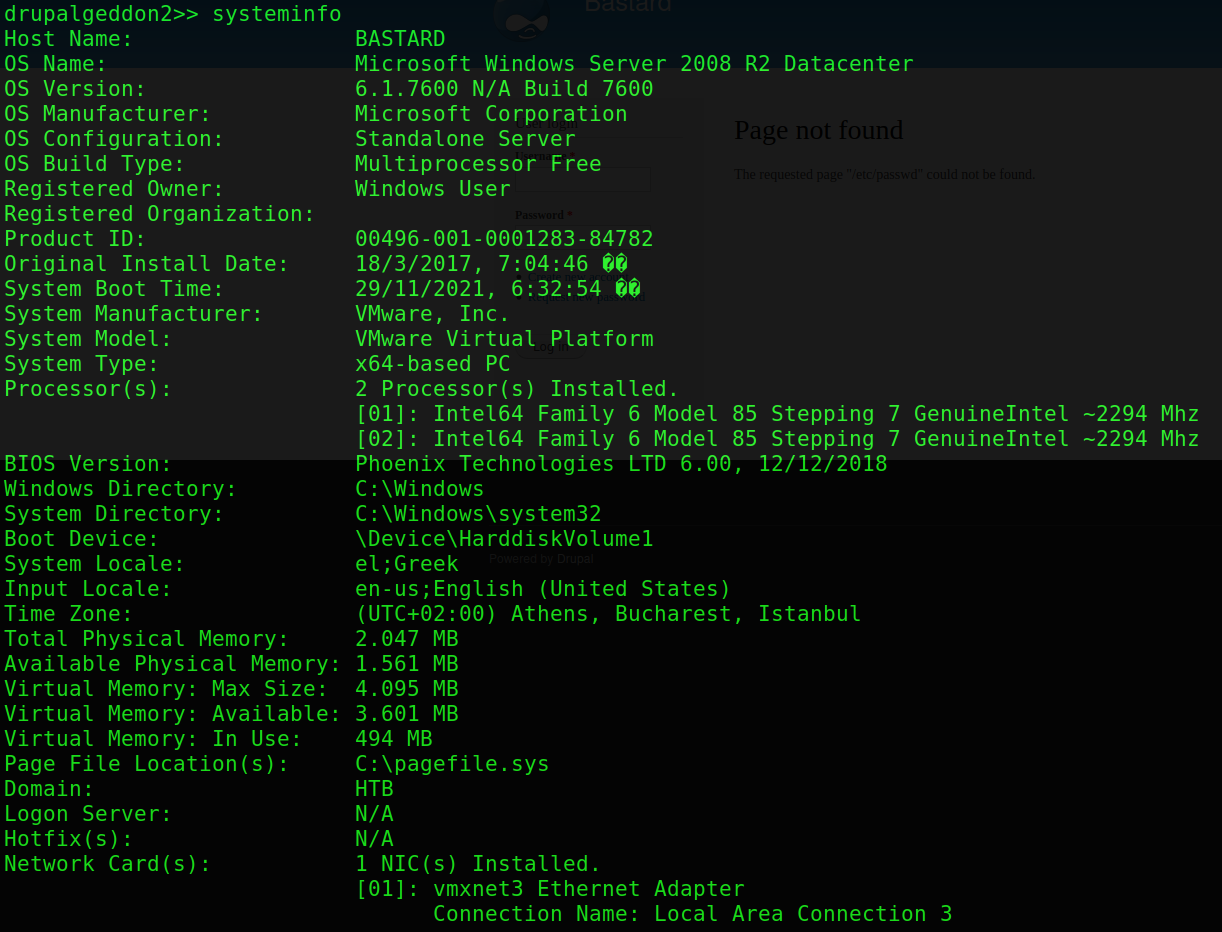 drupalgeddon2>> systeminfo
Bastard
Host Name: BASTARD
OS Name: Microsoft Windows Server 2008 R2 Datacenter
OS Version: 6.1.7600 N/A Build 7600
OS Manufacturer: Microsoft Corporation
OS Configuration: Standalone Server
OS Build Type: Multiprocessor Free
Registered Owner: Windows User
Registered Organization:
Product ID: 00496-001-0001283-84782
Original Install Date: 18/3/2017, 7:04:46 ��
System Boot Time: 29/11/2021, 6:32:54 ��
System Manufacturer: VMware, Inc.
System Model: VMware Virtual Platform
System Type: x64-based PC
Processor(s): 2 Processor(s) Installed.
[01]: Intel64 Family 6 Model 85 Stepping 7 GenuineIntel ~2294 Mhz
[02]: Intel64 Family 6 Model 85 Stepping 7 GenuineIntel ~2294 Mhz
BIOS Version: Phoenix Technologies LTD 6.00, 12/12/2018
Windows Directory: C:\Windows
System Directory: C:\Windows\system32
Boot Device: \Device\HarddiskVolume1
System Locale: el;Greek
Input Locale: en-us;English (United States)
Time Zone: (UTC+02:00) Athens, Bucharest, Istanbul
Total Physical Memory: 2.047 MB
Available Physical Memory: 1.561 MB
Virtual Memory: Max Size: 4.095 MB
Virtual Memory: Available: 3.601 MB
Virtual Memory: In Use: 494 MB
Page File Location(s): C:\pagefile.sys
Domain: HTB
Logon Server: N/A
Hotfix(s): N/A
Network Card(s): 1 NIC(s) Installed.
[01]: vmxnet3 Ethernet Adapter
Connection Name: Local Area Connection 3
Page not found
The requested page "/etc/passwd" could not be found.
Password *
Powered by Drupal